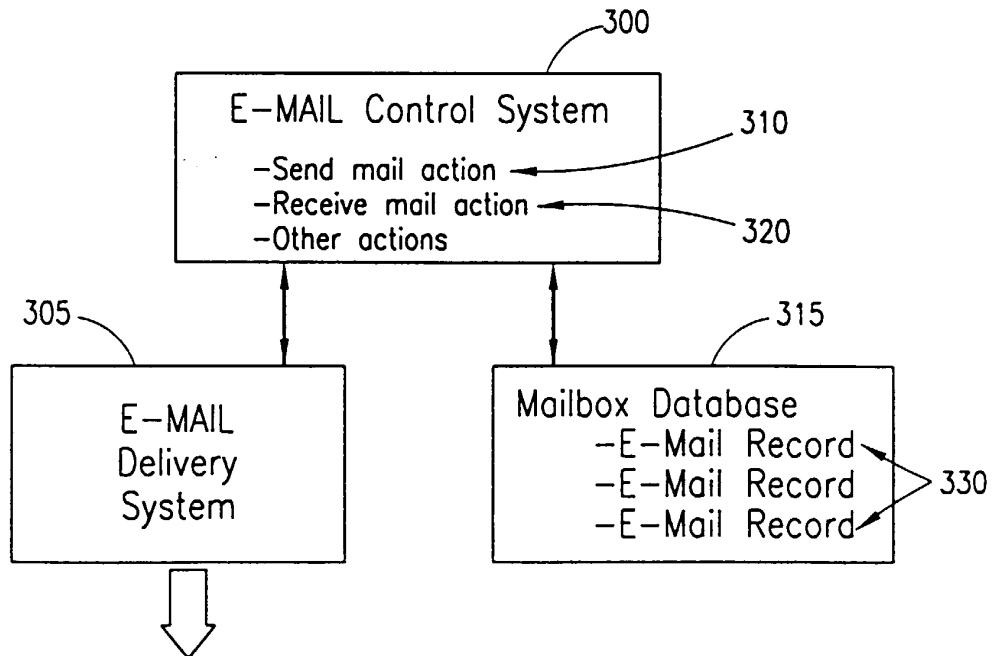 300
E-MAIL Control System
310
-Send mail action
-Receive mail action
320
-Other actions
305
315
E-MAIL
Delivery
System
Mailbox Database
-E-Mail Record
-E-Mail Record
330
-E-Mail Record